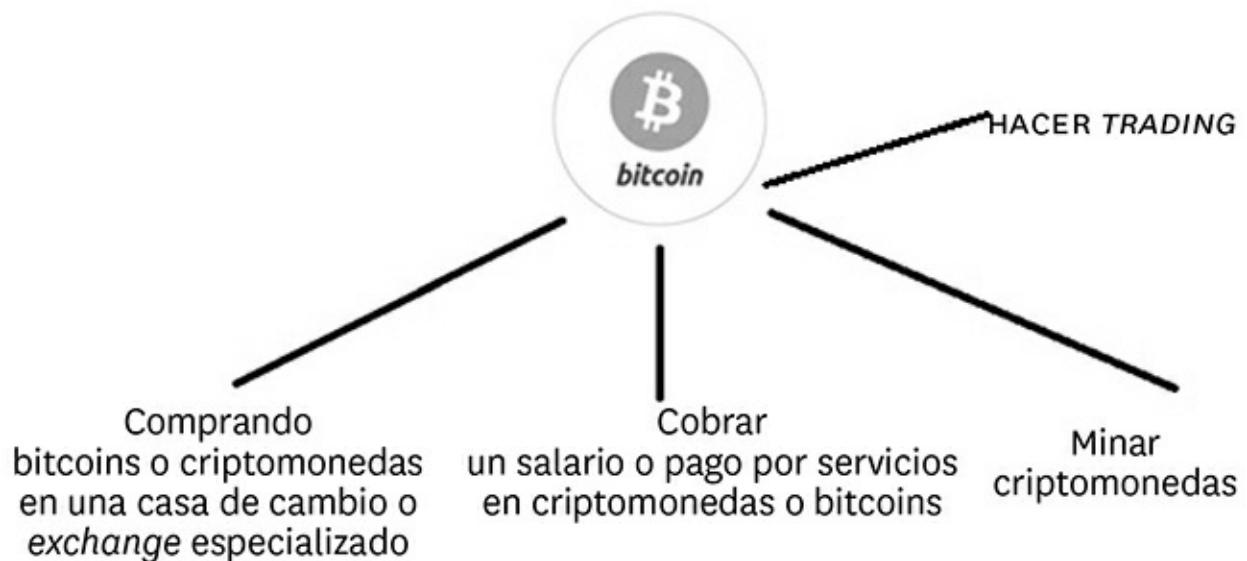 bitcoin
HACER TRADING
Comprando
bitcoins o criptomonedas
en una casa de cambio o
exchange especializado
Cobrar
un salario o pago por servicios
en criptomonedas o bitcoins
Minar
criptomonedas